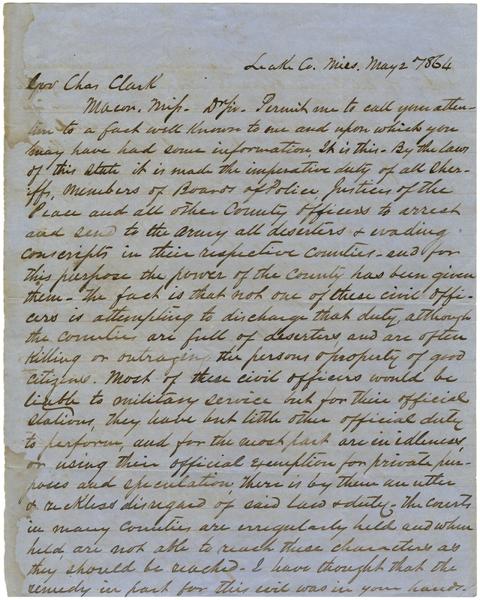 Leake Co. Miss. May 2d 1864
Gov Chas Clark
Macon. Miss. Dr Sir. Permit me to call your atten-
tion to a fact well known to me and upon which you
may have had some information It is this. By the laws
of this State it is made the imperative duty of all Sher-
iffs, Members of Boards of Police, Justices of the
Peace and all other County Officers to arrest
and send to the army all deserters & evading
conscripts in their respective Counties - and for
this purpose the power of the County has been given
them - the fact is that not one of these civil offi-
cers is attempting to discharge that duty, although
the Counties are full of deserters, and are often
killing or outraging the persons & property of good
citizens. Most of these civil officers would be
liable to military service but for their official
stations, they have but little other official duty
to perform, and for the most part are in idleness,
or using their official exemption for private pur-
poses and speculation, there is by them an utter
& reckless disregard of said law & duty - the courts
in many Counties are irregularly held and when
held, are not able to reach these characters as
they should be reached - I have thought that the
remedy in part for this evil was in your hands.